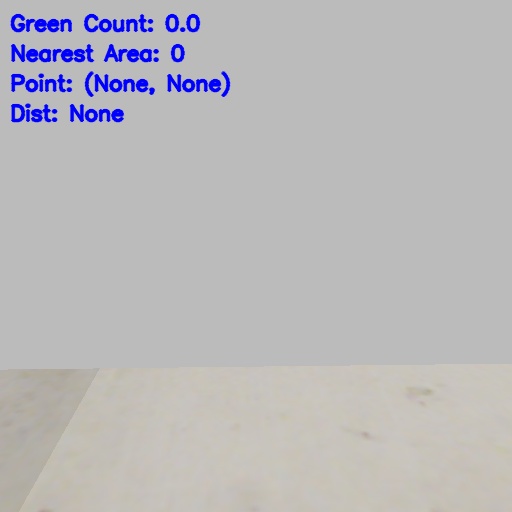 Green Count: 0.0
Nearest Area: 0
Point: (None, None)
Dist: None